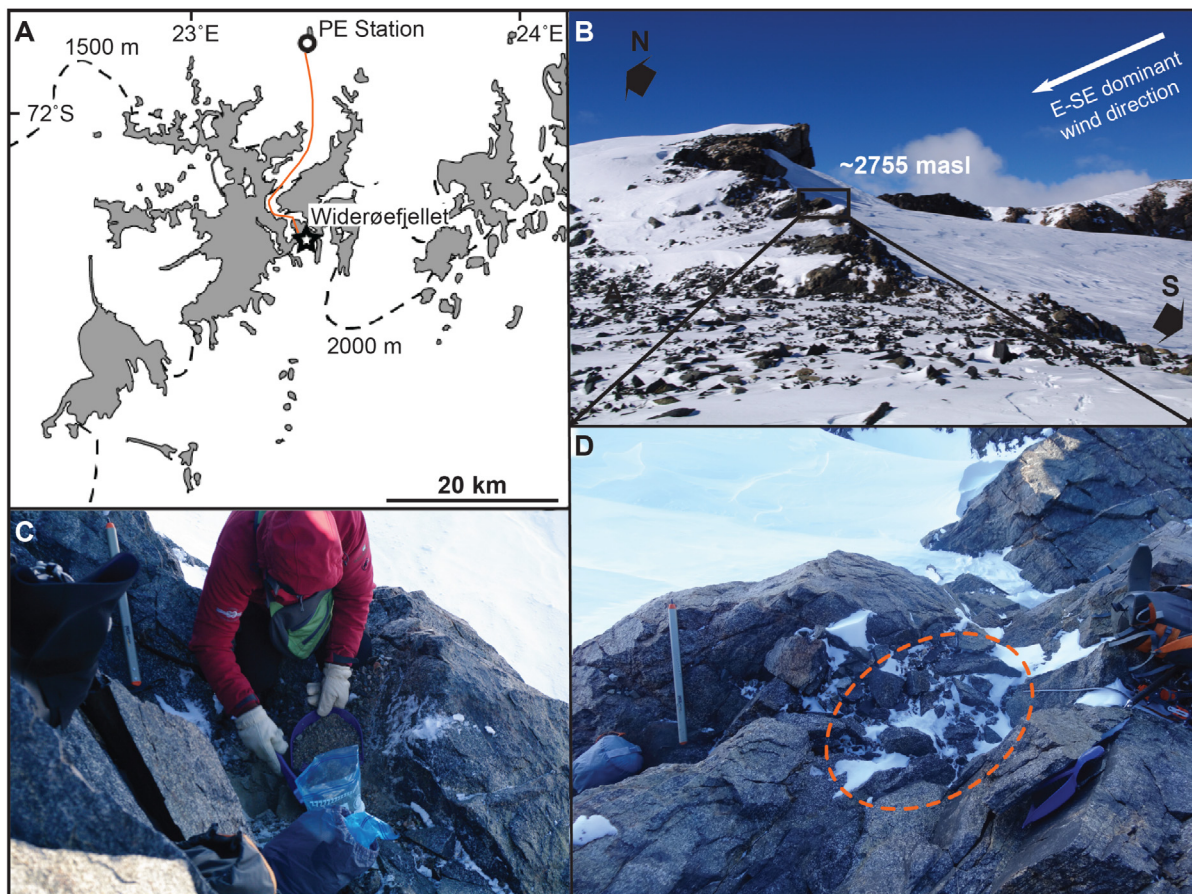 A
23°E
PE Station
24°E
1500 m
72°S
Widerøefjellet
2000 m
20 km
B
N
E-SE dominant
wind direction
~2755 masl
S
C
D